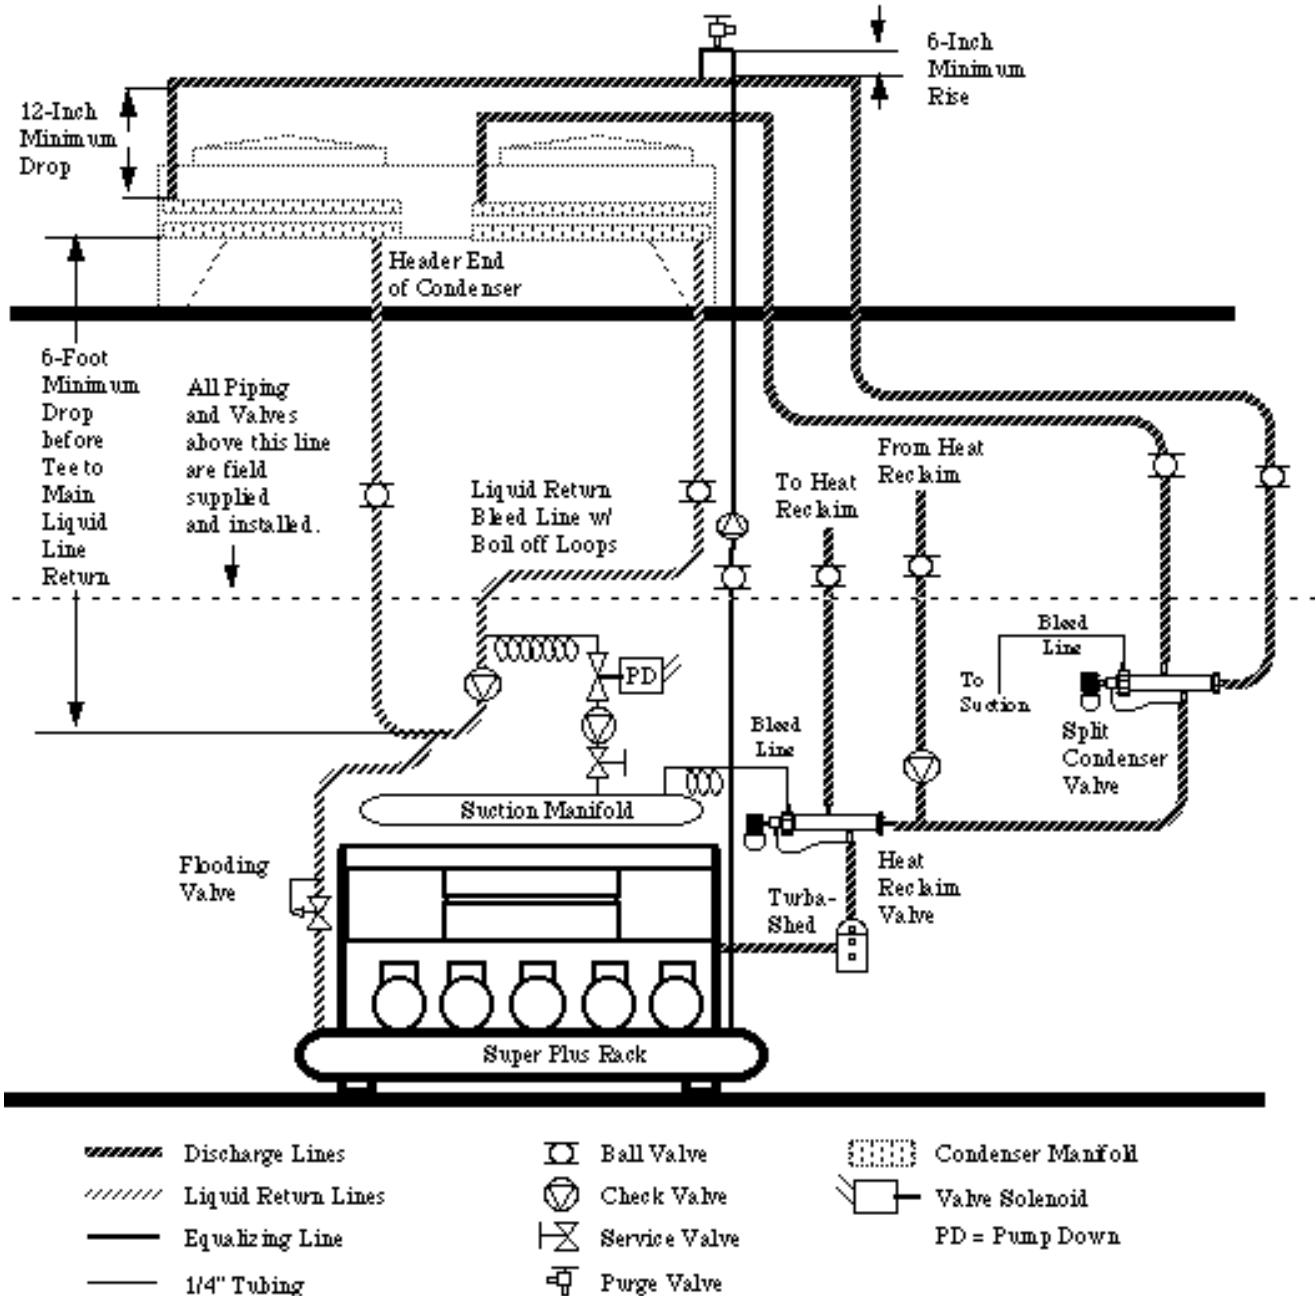 6-Inch
Minimum
Rise
12-Inch
Minimum
Drop
Header End
of Condenser
6-Foot
Minimum
Drop
before
Tee to
Main
Liquid
Line
Return
All Piping
and Valves
above this line
are field
supplied
and installed.
Liquid Return
Bleed Line w/
Boil off Loops
To Heat
Reclaim
From Heat
Reclaim
Bleed
Line
To
Suction
PD
Split
Condenser
Valve
Bleed
Line
Suction Manifold
Flooding
Valve
Heat
Reclaim
Valve
Turba-
Shed
Super Plus Rack
Discharge Lines
Liquid Return Lines
Equalizing Line
1/4" Tubing
Ball Valve
Check Valve
Service Valve
Purge Valve
Condenser Manifold
Valve Solenoid
PD = Pump Down